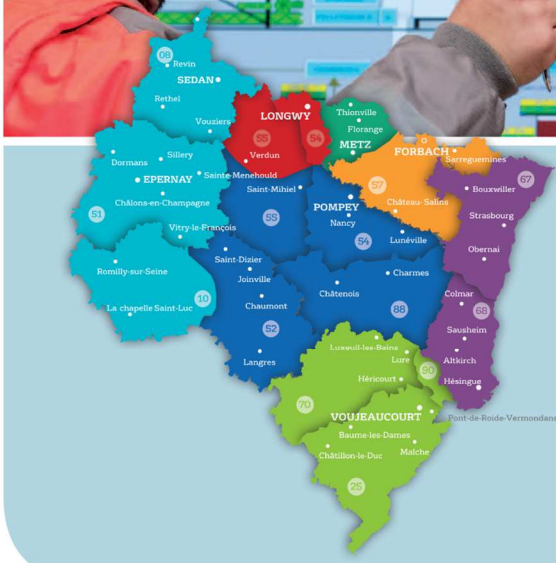 08
Revin
SEDAN
Rethel
Vouziers
LONGWY
Thionville
Florange
METZ
55
54
Verdun
FORBACH
Sarreguemines
67
Dormans
Sillery
Sainte-Menehould
EPERNAY
Saint-Mihiel
57
Bouxwiller
Châlons-en-Champagne
POMPEY
Château-Salins
51
55
Nancy
Strasbourg
Vitry-le-François
54
Lunéville
Obernai
Saint-Dizier
Romilly-sur-Seine
Joinville
Charmes
Châtenois
Colmar
10
La chapelle Saint-Luc
Chaumont
88
68
52
Sausheim
Langres
Luxeuil-les-Bains
Lure
Altkirch
90
Héricourt
Hésingue
70
VOUJEAUCOURT
Pont-de-Roide-Vermondans
Baume-les-Dames
Châtillon-le-Duc
Maîche
25